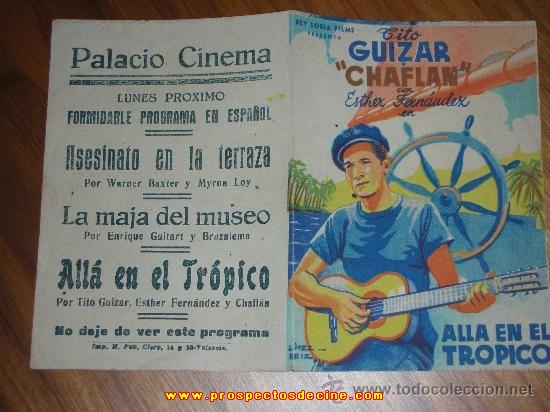 Palacio Cinema
LUNES PROXIMO
FORMIDABLE PROGRAMA EN ESPAÑOL
Asesinato en la terraza
Por Warner Baxter y Myrna Loy
La maja del museo
Por Enrique Guitart y Brazalema
Allá en el Trópico
Por Tito Guizar, Esther Fernández y Chaflán
No deje de ver este programa
REY SORIA FILMS
PRESENTA
Tito
GUIZAR
"CHAFLAN"
con
Esther Fernández
en
LOPEZ
REIZ
ALLA EN EL
TROPICO
www.prospectosdecine.com
www.todocoleccion.net